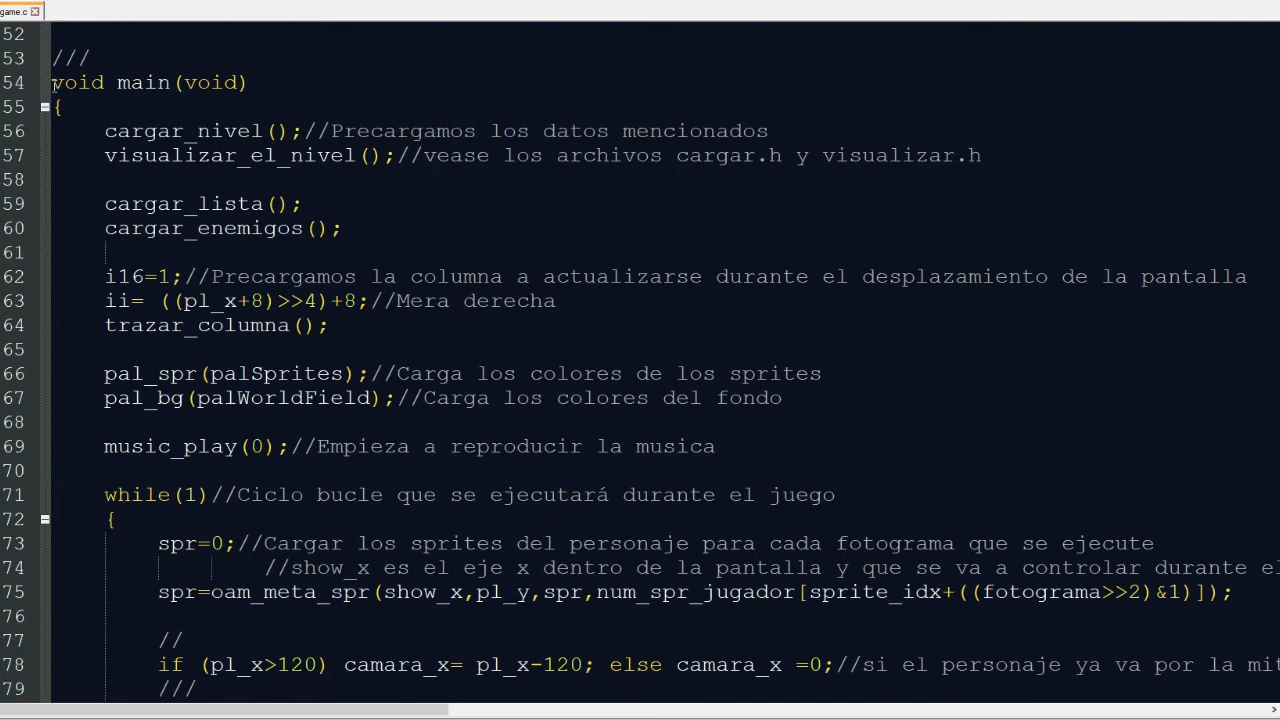 game.c
52
53 ///
54 void main(void)
55 {
56 cargar_nivel();//Precargamos los datos mencionados
57 visualizar_el_nivel();//vease los archivos cargar.h y visualizar.h
58
59 cargar_lista();
60 cargar_enemigos();
61
62 i16=1;//Precargamos la columna a actualizarse durante el desplazamiento de la pantalla
63 ii= ((pl_x+8)>>4)+8;//Mera derecha
64 trazar_columna();
65
66 pal_spr(palSprites);//Carga los colores de los sprites
67 pal_bg(palWorldField);//Carga los colores del fondo
68
69 music_play(0);//Empieza a reproducir la musica
70
71 while(1)//Ciclo bucle que se ejecutará durante el juego
72 {
73 spr=0;//Cargar los sprites del personaje para cada fotograma que se ejecute
74 //show_x es el eje x dentro de la pantalla y que se va a controlar durante el
75 spr=oam_meta_spr(show_x,pl_y,spr,num_spr_jugador[sprite_idx+((fotograma>>2)&1)]);
76
77 //
78 if (pl_x>120) camara_x= pl_x-120; else camara_x =0;//si el personaje ya va por la mit
79 ///